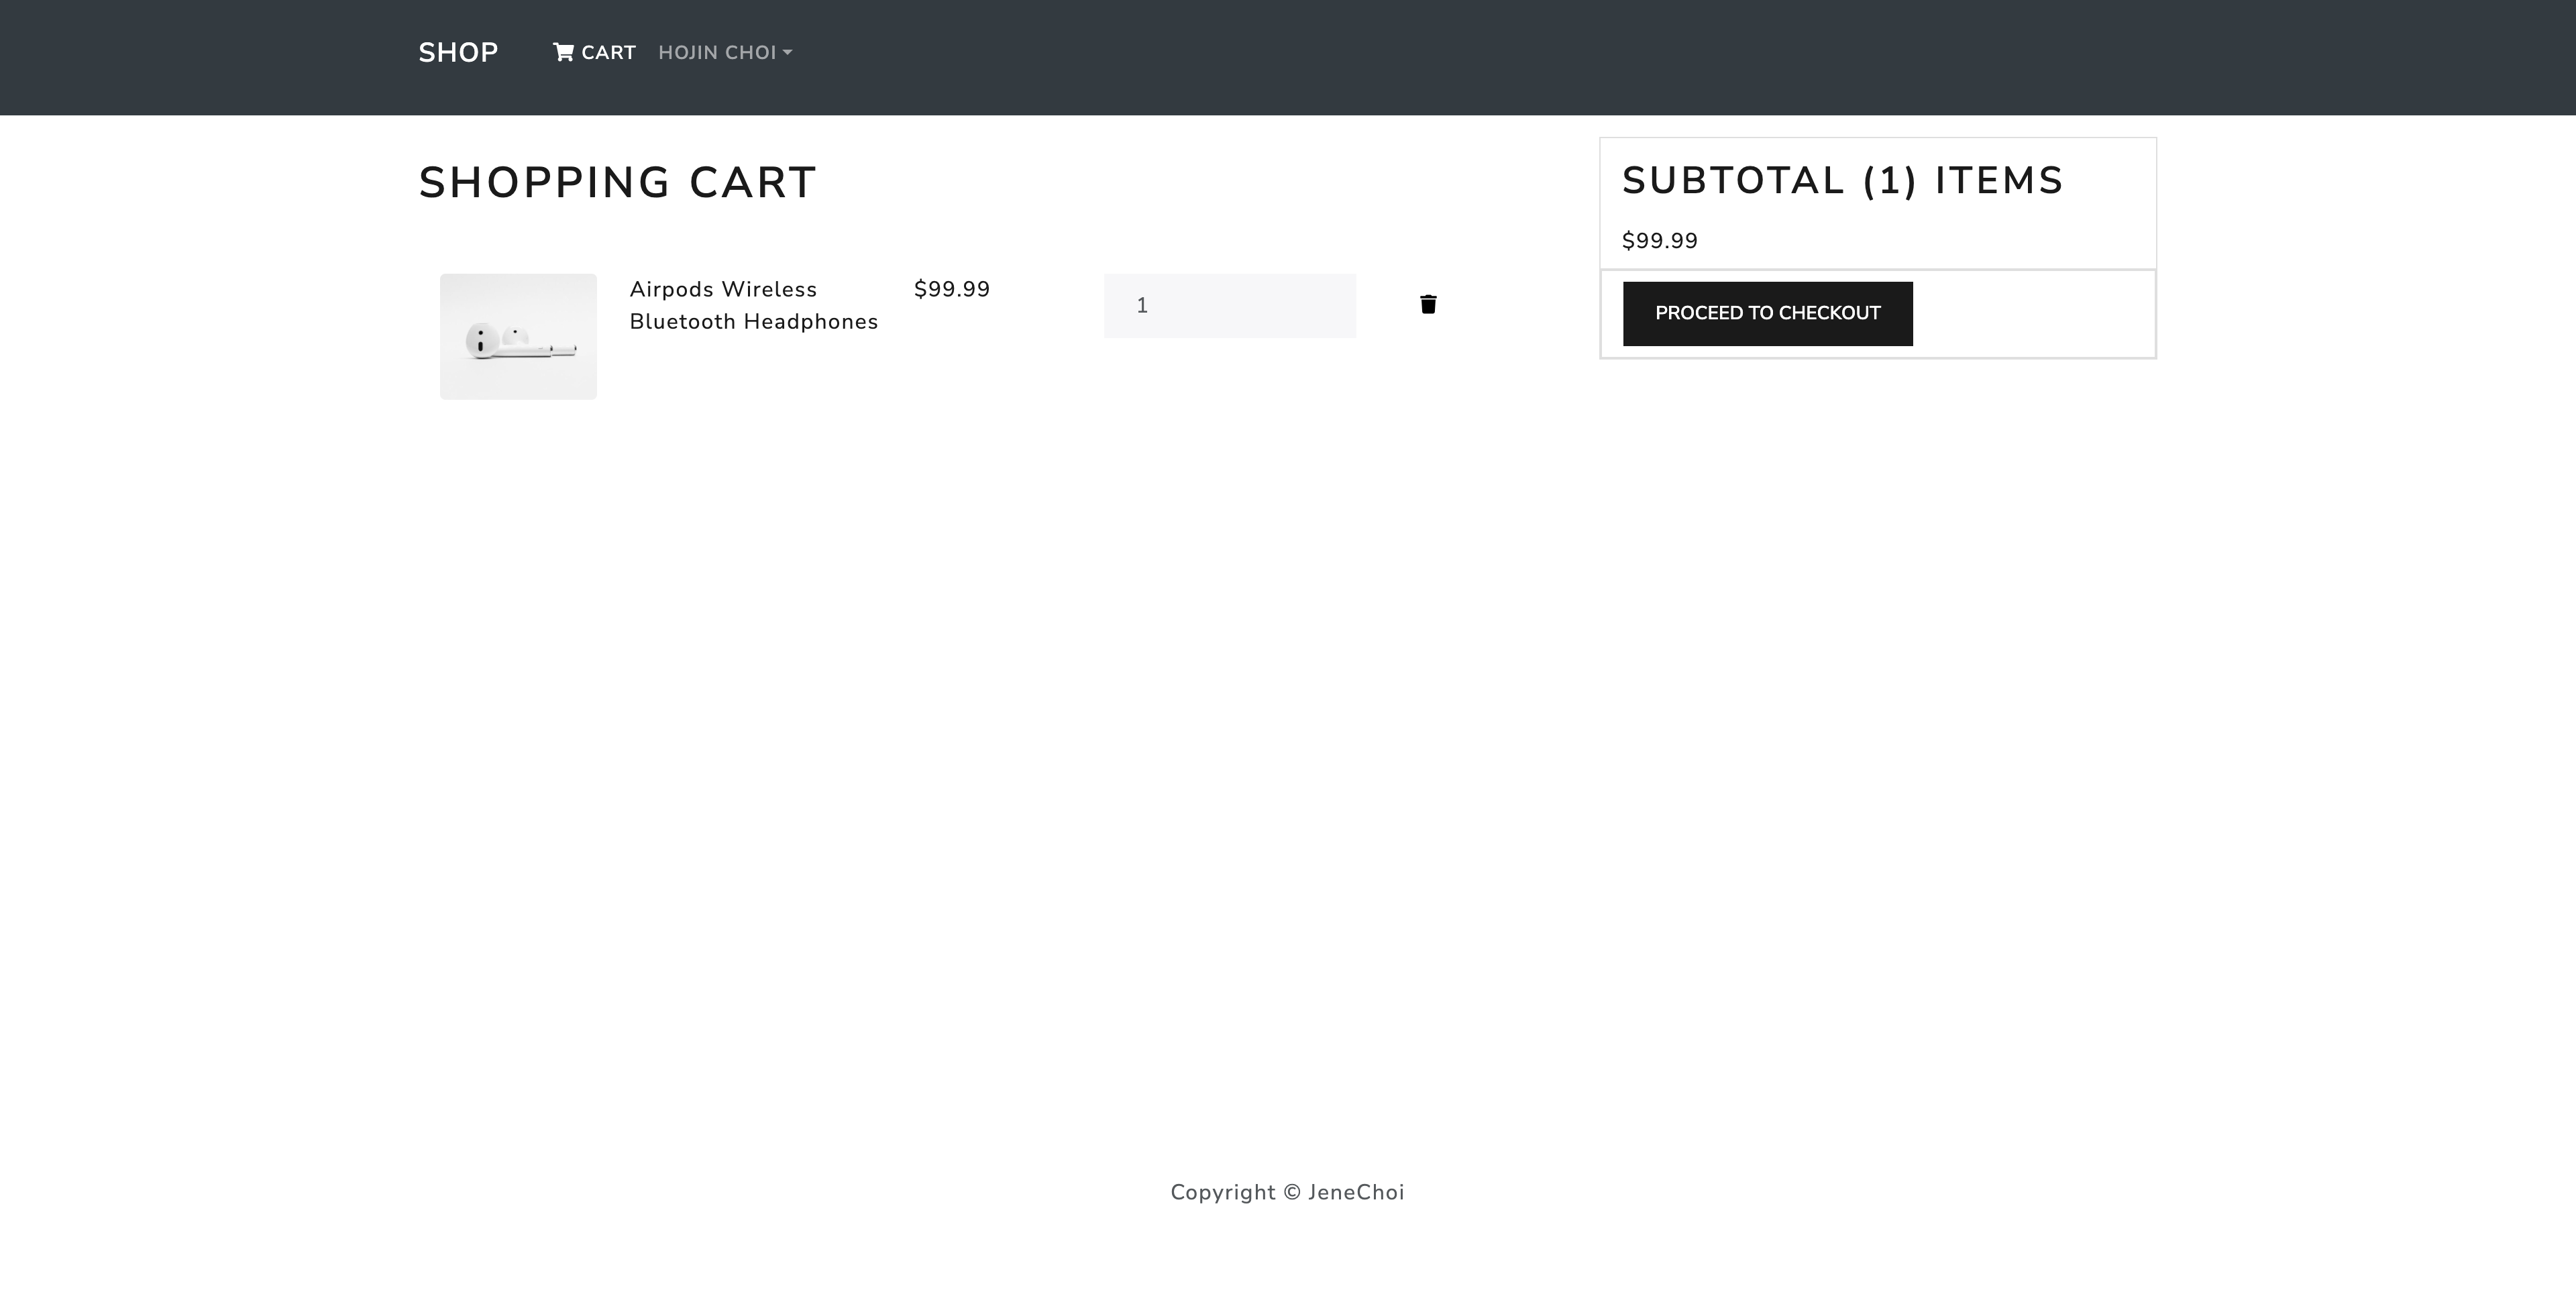 SHOP
CART
HOJIN CHOI
SHOPPING CART
Airpods Wireless
Bluetooth Headphones
$99.99
1
SUBTOTAL (1) ITEMS
$99.99
PROCEED TO CHECKOUT
Copyright © JeneChoi